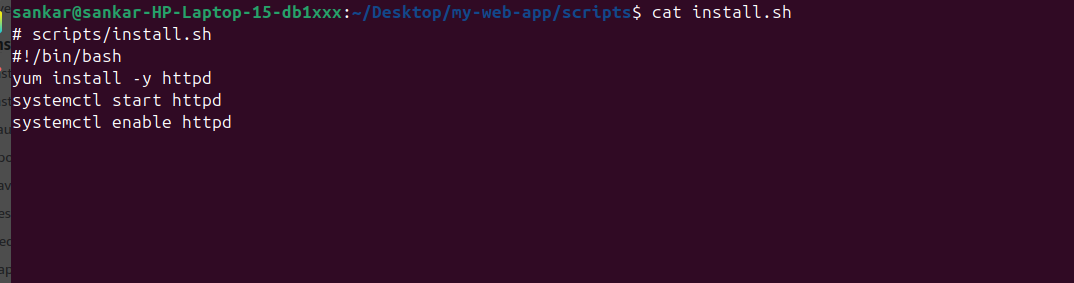 sankar@sankar-HP-Laptop-15-db1xxx:~/Desktop/my-web-app/scripts$ cat install.sh
# scripts/install.sh
#!/bin/bash
yum install -y httpd
systemctl start httpd
systemctl enable httpd